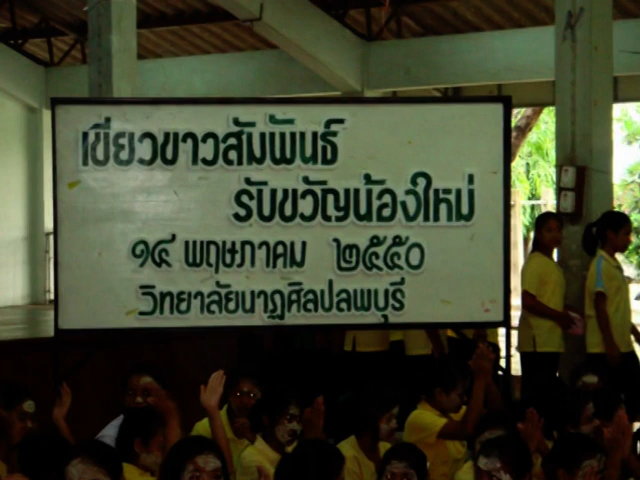 เขียวขาวสัมพันธ์
รับขวัญน้องใหม่
๑๔ พฤษภาคม ๒๕๕๐
วิทยาลัยนาฏศิลปลพบุรี